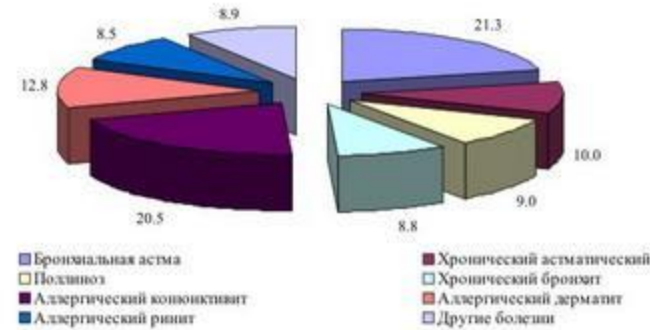 8.9
21.3
8.5
12.8
10.0
9.0
20.5
8.8
Бронхиальная астма
Хронический астматический
Поллиноз
Хронический бронхит
Аллергический конюнктивит
Аллергический дерматит
Аллергический ринит
Другие болезни